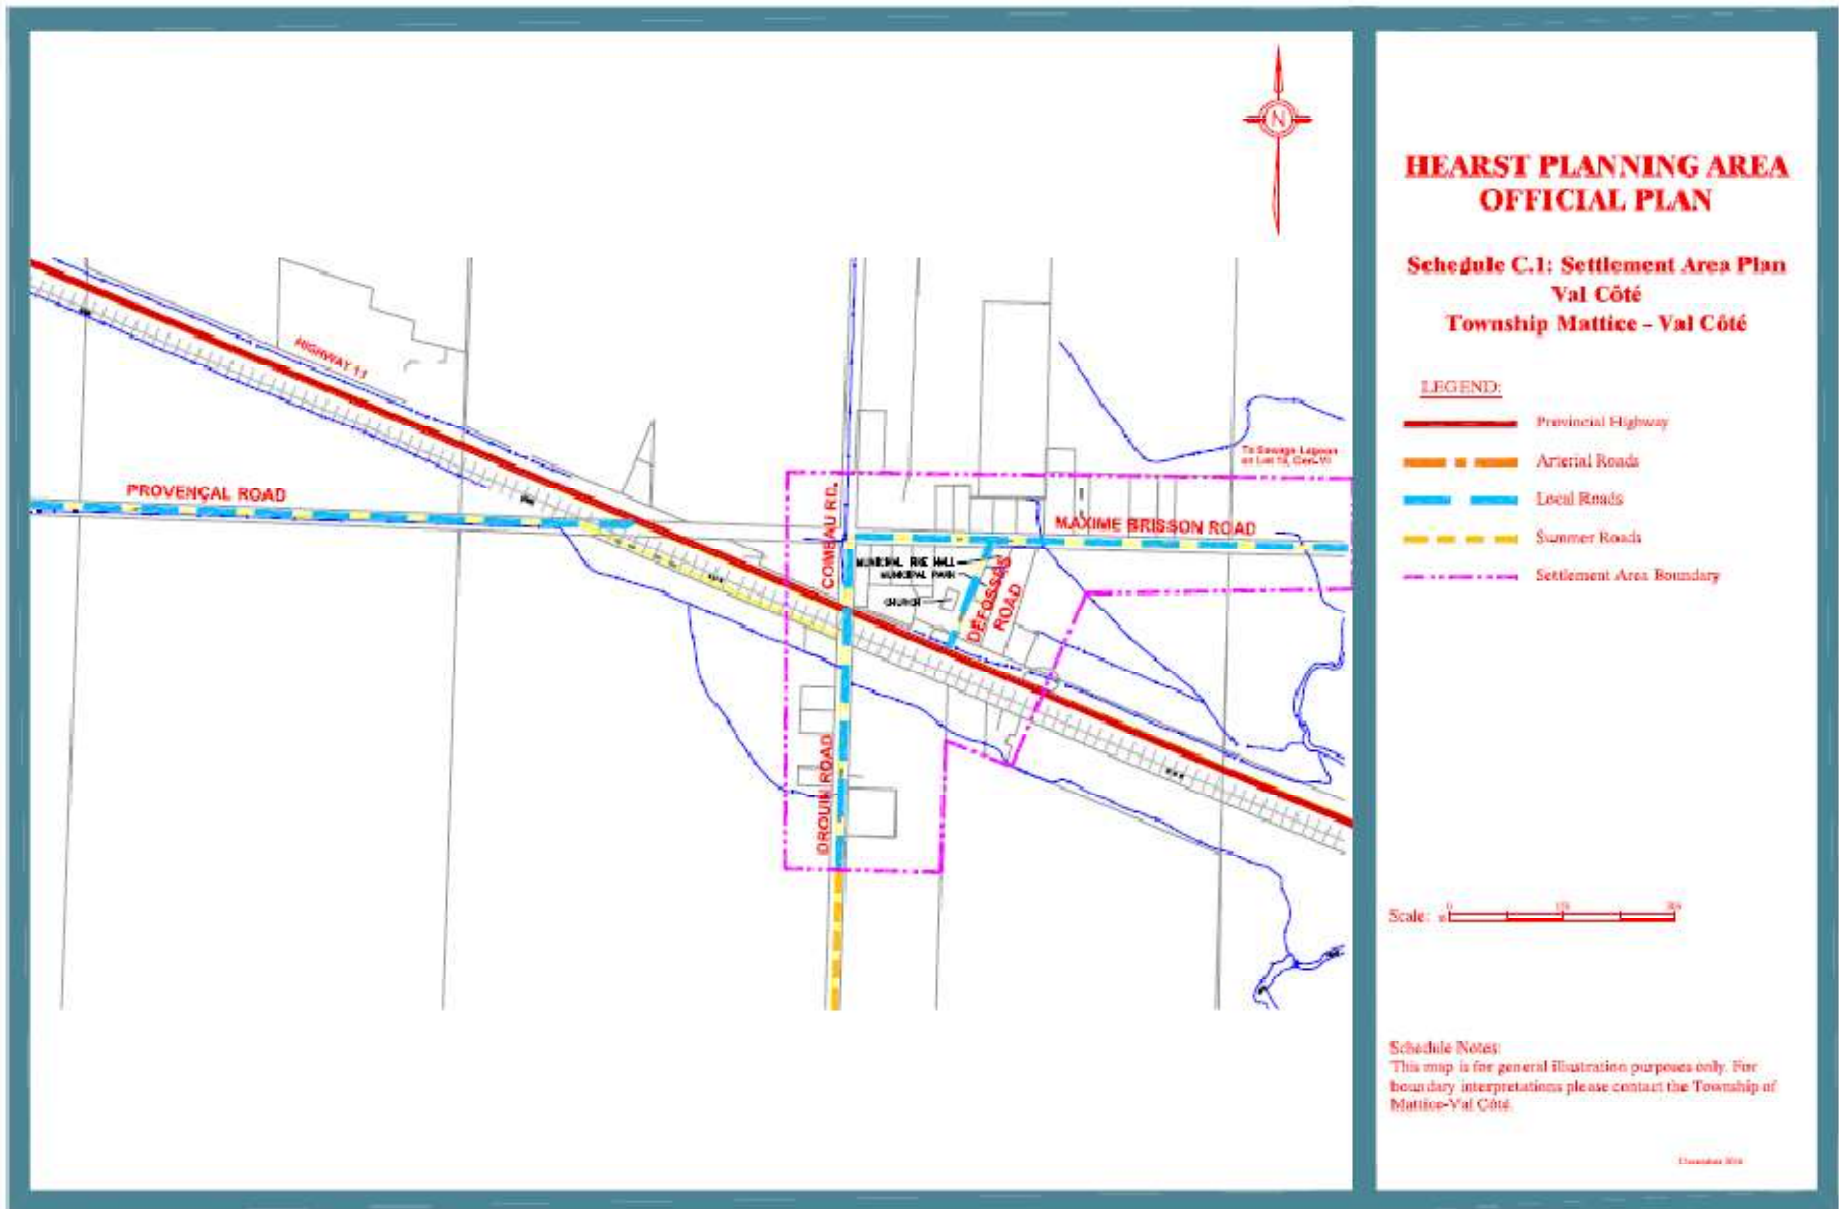 N
HEARST PLANNING AREA
OFFICIAL PLAN
Schedule C.1: Settlement Area Plan
Val Côté
Township Mattice - Val Côté
LEGEND:
Provincial Highway
Arterial Roads
Local Roads
Summer Roads
Settlement Area Boundary
HIGHWAY 11
PROVENÇAL ROAD
COMEAU RD.
To Sewage Lagoon
MAXIME BRISSON ROAD
MUNICIPAL FIRE HALL
MUNICIPAL PARK
CHURCH
DEFOSSES
ROAD
DROUIN ROAD
Scale:
0
Schedule Notes:
This map is for general illustration purposes only. For
boundary interpretations please contact the Township of
Mattice-Val Côté.